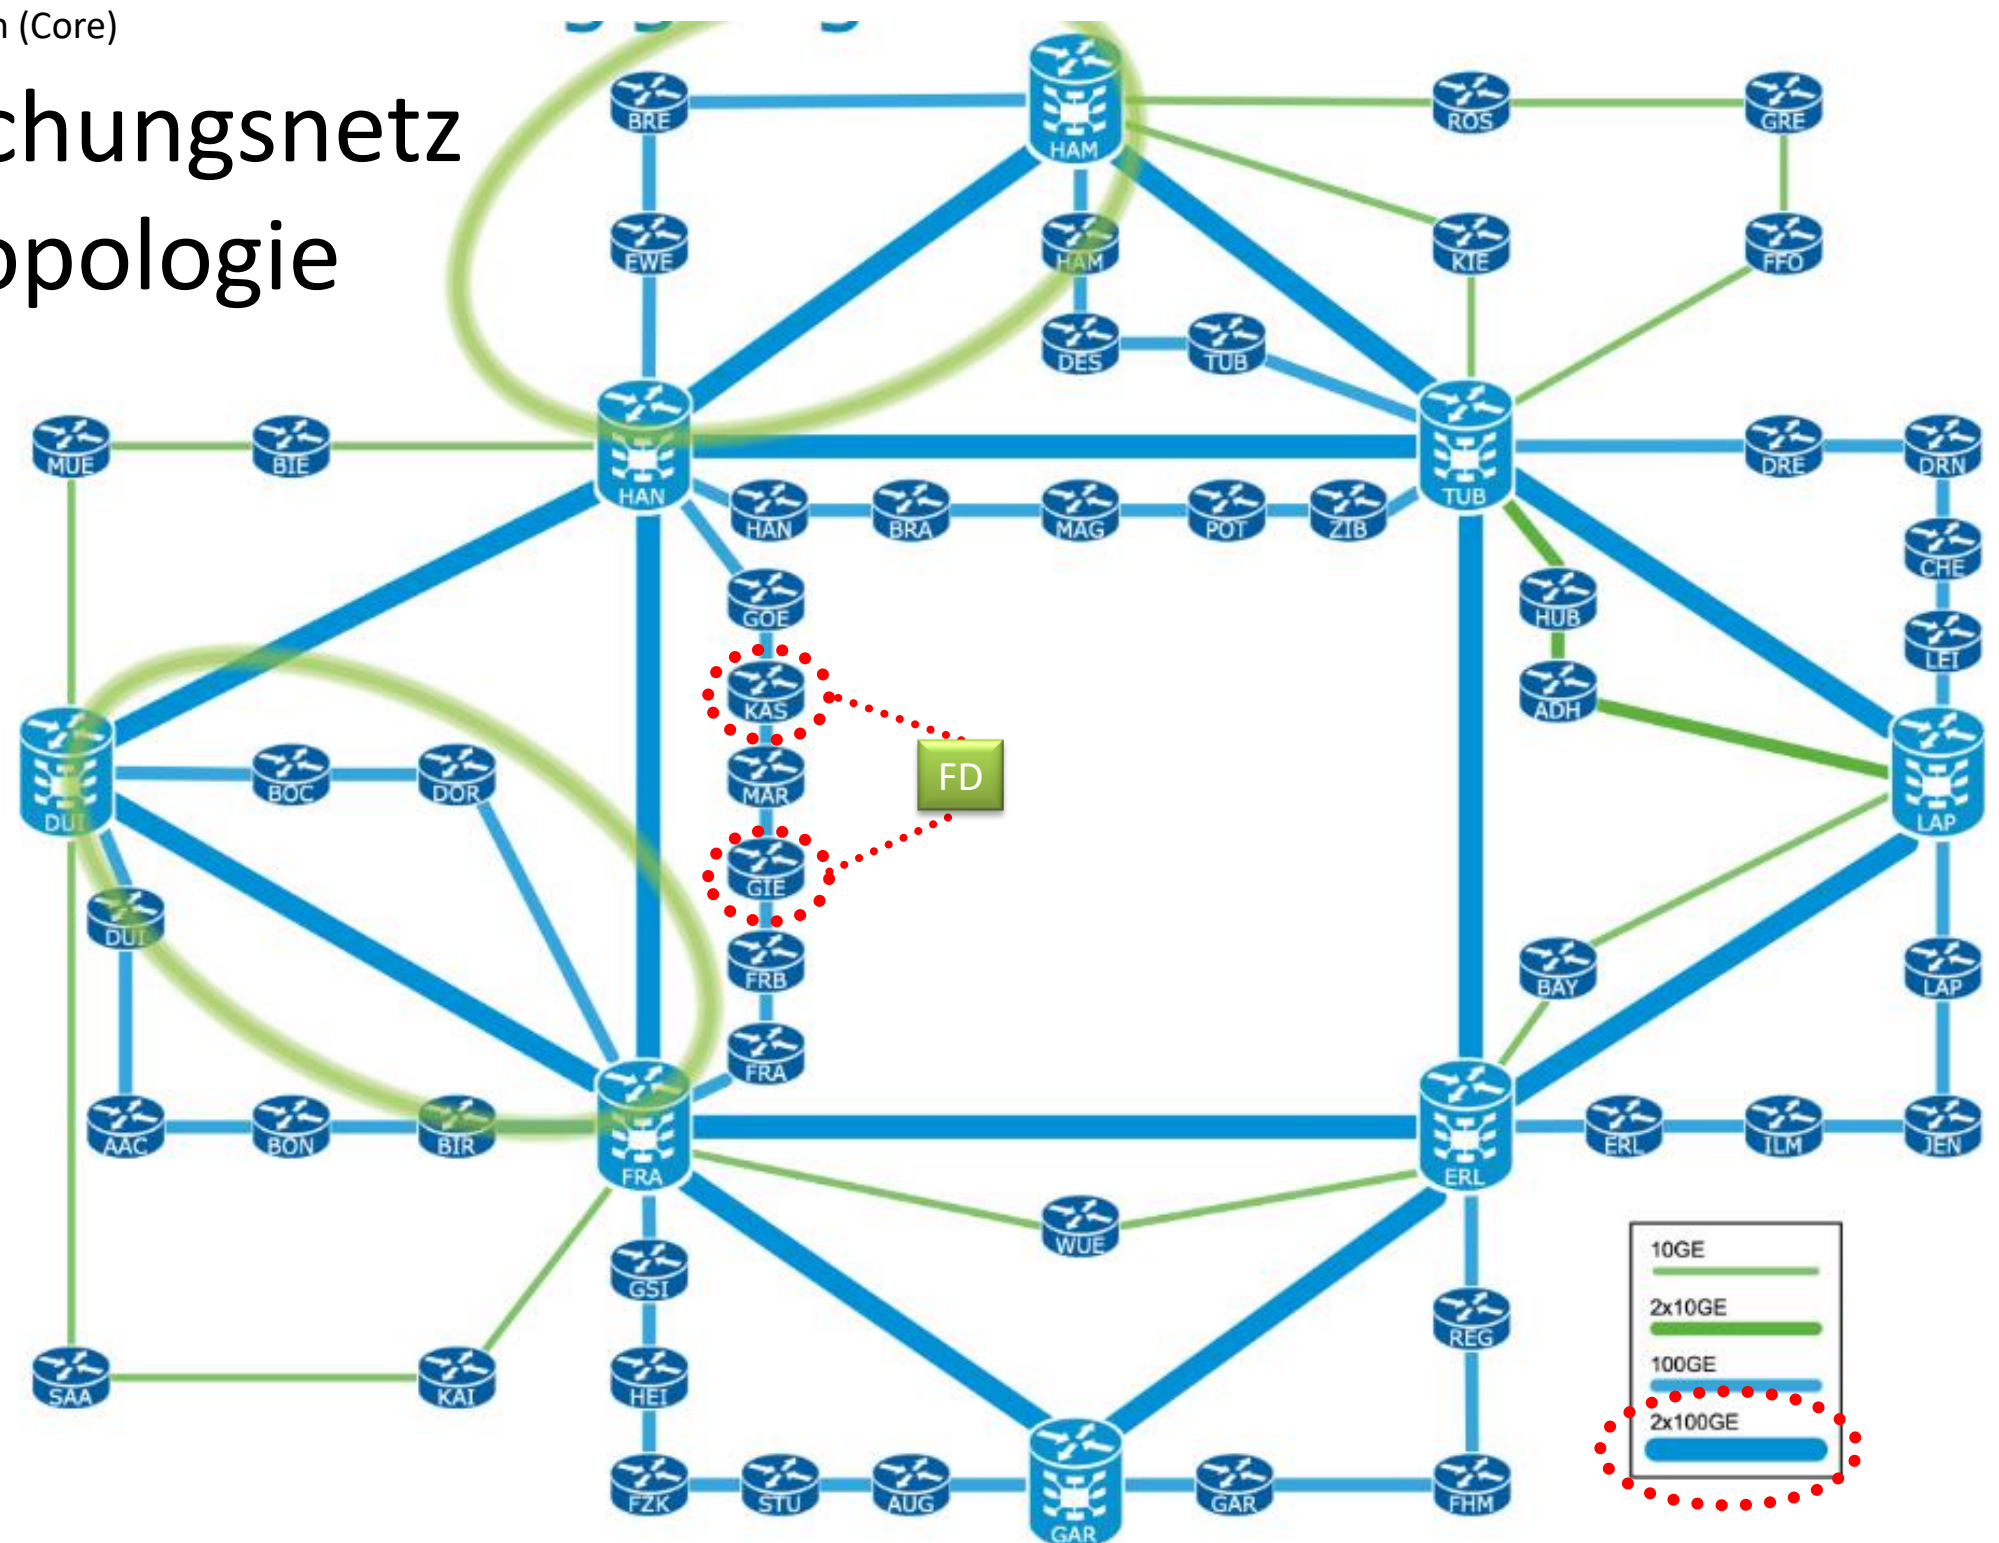 n (Core)
chungsnetz
opologie
BRE
HAM
ROS
GRE
EWE
HAM
KIE
FFO
DES
TUB
MUE
BIE
HAN
TUB
DRE
DRN
HAN
BRA
MAG
POT
ZIB
CHE
GOE
HUB
LEI
KAS
ADH
FD
DUI
BOC
DOR
MAR
LAP
GIE
DUI
FRB
BAY
LAP
FRA
AAC
BON
BIR
FRA
ERL
ERL
ILM
JEN
WUE
GSI
REG
SAA
KAI
HEI
FZK
STU
AUG
GAR
GAR
FHM
10GE
2x10GE
100GE
2x100GE